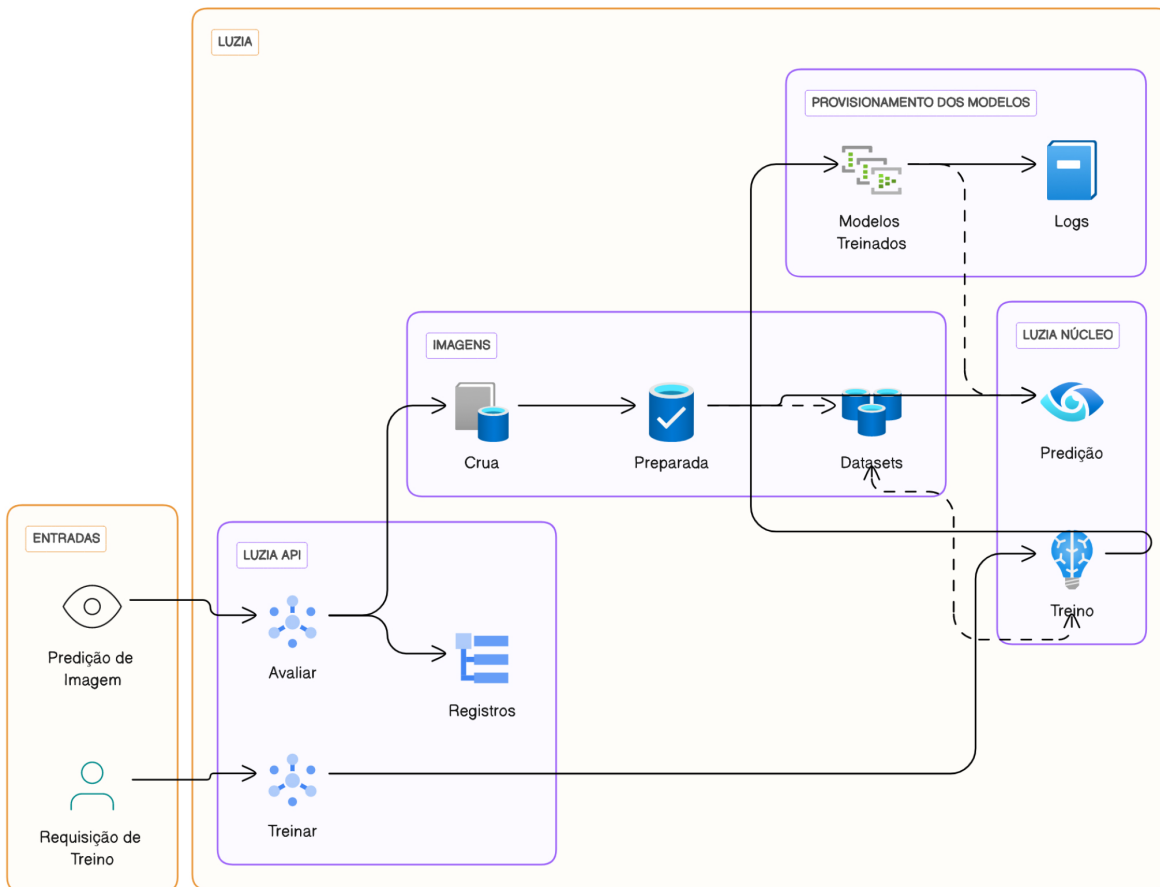 LUZIA
PROVISIONAMENTO DOS MODELOS
Modelos
Treinados
Logs
IMAGENS
Crua
Preparada
Datasets
LUZIA NÚCLEO
Predição
Treino
ENTRADAS
Predição de
Imagem
Requisição de
Treino
LUZIA API
Avaliar
Registros
Treinar